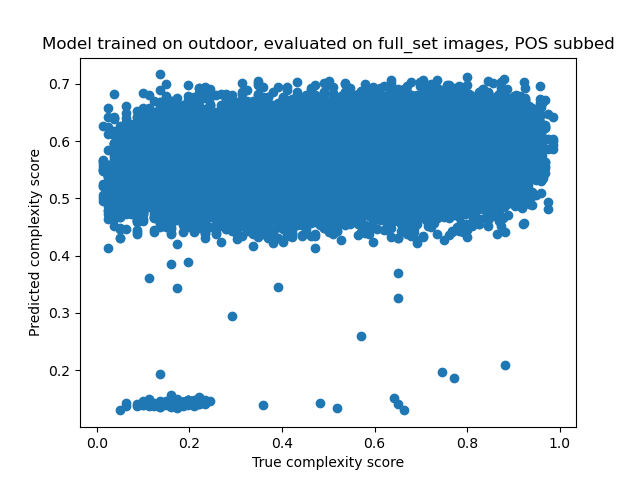 Model trained on outdoor, evaluated on full_set images, POS subbed
Predicted complexity score
0.7
0.6
0.5
0.4
0.3
0.2
0.0 0.2 0.4 0.6 0.8 1.0
True complexity score